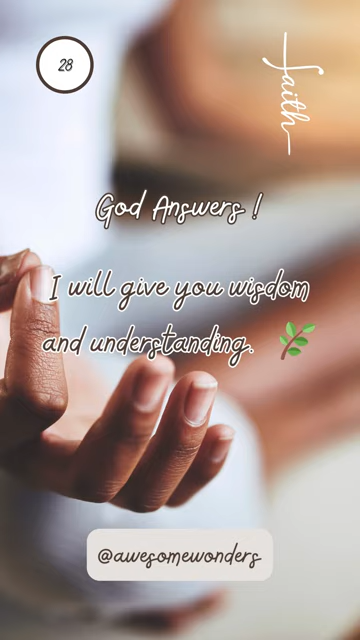 28
faith
God Answers !
I will give you wisdom
and understanding.
@awesomewonders